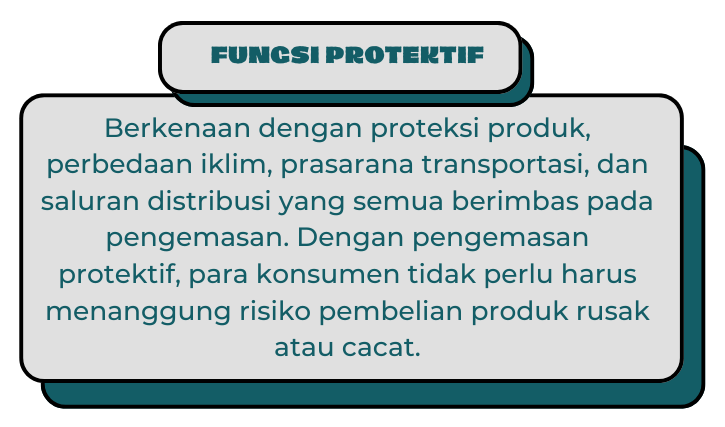 FUNGSI PROTEKTIF
Berkenaan dengan proteksi produk,
perbedaan iklim, prasarana transportasi, dan
saluran distribusi yang semua berimbas pada
pengemasan. Dengan pengemasan
protektif, para konsumen tidak perlu harus
menanggung risiko pembelian produk rusak
atau cacat.